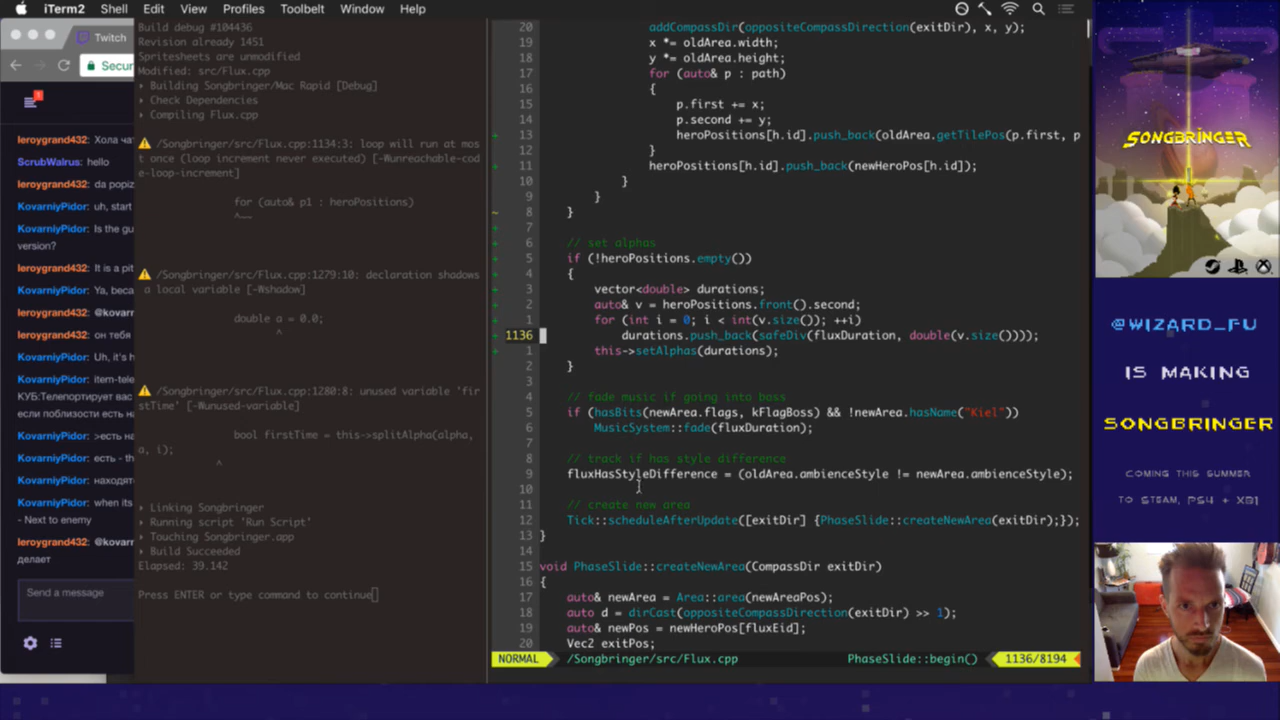 iTerm2 Shell Edit View Profiles Toolbelt Window Help
Twitch
Secur
1
leroygrand432: Хола ча
ScrubWalrus: hello
leroygrand432: da popiz
KovarniyPidor: uh, start
KovarniyPidor: Is the gu
version?
leroygrand432: It is a pit
KovarniyPidor: Ya, beca
leroygrand432: @kovarr
leroygrand432: он тебя
KovarniyPidor: Uh, it's h
KovarniyPidor: item-tele
КУБ:Телепортирует вас
если поблизости есть на
KovarniyPidor: >есть на
KovarniyPidor: есть - th
KovarniyPidor: находят
KovarniyPidor: when its
- Next to enemy
leroygrand432: @kovarn
делает
Send a message
Build debug #104436
Revision already 1451
Spritesheets are unmodified
Modified: src/Flux.cpp
▸ Building Songbringer/Mac Rapid [Debug]
▸ Check Dependencies
▸ Compiling Flux.cpp
/Songbringer/src/Flux.cpp:1134:3: loop will run at mos
t once (loop increment never executed) [-Wunreachable-cod
e-loop-increment]
for (auto& p1 : heroPositions)
^~~
/Songbringer/src/Flux.cpp:1279:10: declaration shadows
a local variable [-Wshadow]
double a = 0.0;
^
/Songbringer/src/Flux.cpp:1280:8: unused variable 'fir
stTime' [-Wunused-variable]
bool firstTime = this->splitAlpha(alpha,
a, i);
^
▸ Linking Songbringer
▸ Running script 'Run Script'
▸ Touching Songbringer.app
▸ Build Succeeded
Elapsed: 39.142
Press ENTER or type command to continue
20 addCompassDir(oppositeCompassDirection(exitDir), x, y);
19 x *= oldArea.width;
18 y *= oldArea.height;
17 for (auto& p : path)
16 {
15 p.first += x;
14 p.second += y;
+ 13 heroPositions[h.id].push_back(oldArea.getTilePos(p.first, p
12 }
+ 11 heroPositions[h.id].push_back(newHeroPos[h.id]);
10 }
9 }
~ 8 }
+ 7
+ 6 // set alphas
+ 5 if (!heroPositions.empty())
+ 4 {
+ 3 vector<double> durations;
+ 2 auto& v = heroPositions.front().second;
+ 1 for (int i = 0; i < int(v.size()); ++i)
+ 1136 durations.push_back(safeDiv(fluxDuration, double(v.size())));
+ 1 this->setAlphas(durations);
2 }
3
4 // fade music if going into boss
5 if (hasBits(newArea.flags, kFlagBoss) && !newArea.hasName("Kiel"))
6 MusicSystem::fade(fluxDuration);
7
8 // track if has style difference
9 fluxHasStyleDifference = (oldArea.ambienceStyle != newArea.ambienceStyle);
10
11 // create new area
12 Tick::scheduleAfterUpdate([exitDir] {PhaseSlide::createNewArea(exitDir);});
13 }
14
15 void PhaseSlide::createNewArea(CompassDir exitDir)
16 {
17 auto& newArea = Area::area(newAreaPos);
18 auto d = dirCast(oppositeCompassDirection(exitDir) >> 1);
19 auto& newPos = newHeroPos[fluxEid];
20 Vec2 exitPos;
NORMAL /Songbringer/src/Flux.cpp PhaseSlide::begin() 1136/8194
SONGBRINGER
@WIZARD_FU
IS MAKING
SONGBRINGER
COMING THIS SUMMER
TO STEAM, PS4 + XB1